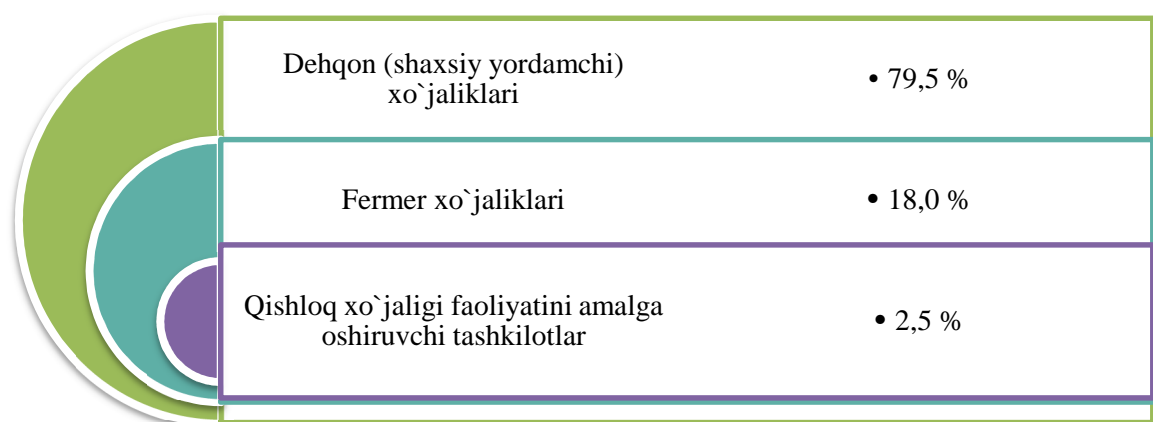 Dehqon (shaxsiy yordamchi)
xo`jaliklari
• 79,5 %
Fermer xo`jaliklari
• 18,0 %
Qishloq xo`jaligi faoliyatini amalga
oshiruvchi tashkilotlar
• 2,5 %